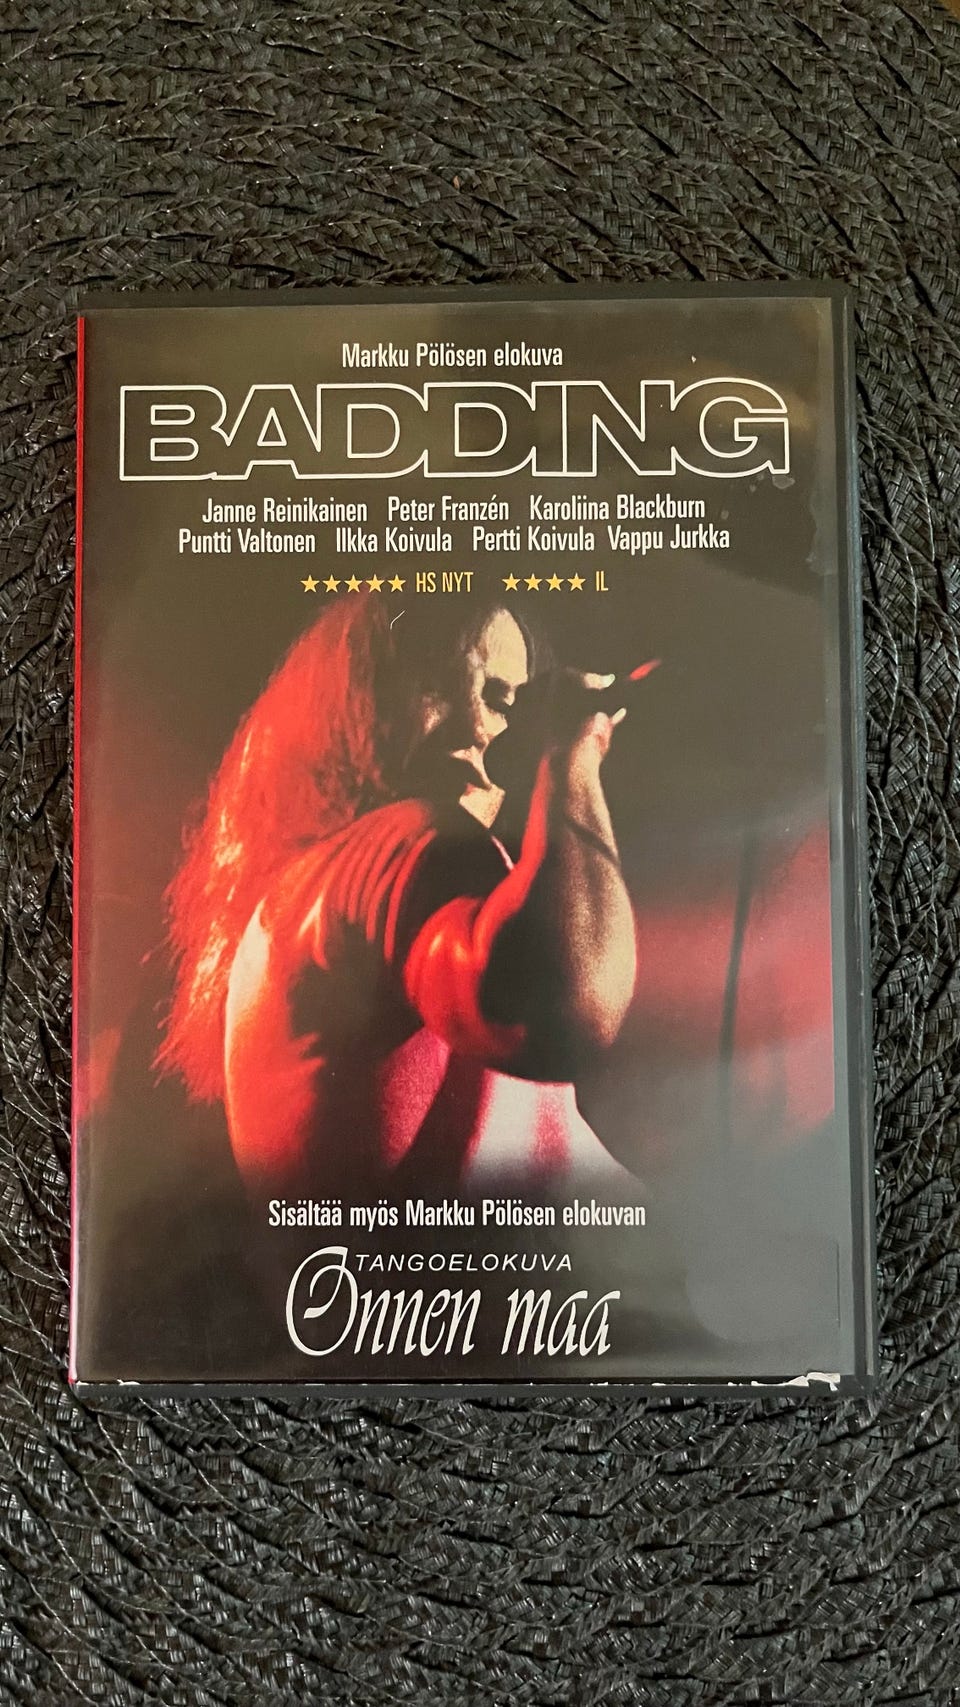 Markku Pölösen elokuva
BADDING
Janne Reinikainen Peter Franzén Karoliina Blackburn
Puntti Valtonen Ilkka Koivula Pertti Koivula Vappu Jurkka
★★★★★ HS NYT ★★★★ IL
Sisältää myös Markku Pölösen elokuvan
TANGOELOKUVA
Onnen maa